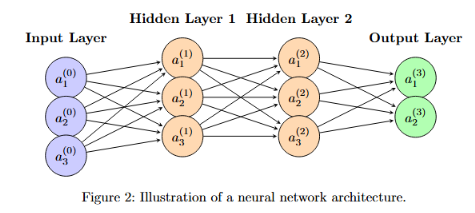 Hidden Layer 1 Hidden Layer 2
Input Layer
Output Layer
a_1^{(0)}
a_2^{(0)}
a_3^{(0)}
a_1^{(1)}
a_2^{(1)}
a_3^{(1)}
a_1^{(2)}
a_2^{(2)}
a_3^{(2)}
a_1^{(3)}
a_2^{(3)}
Figure 2: Illustration of a neural network architecture.